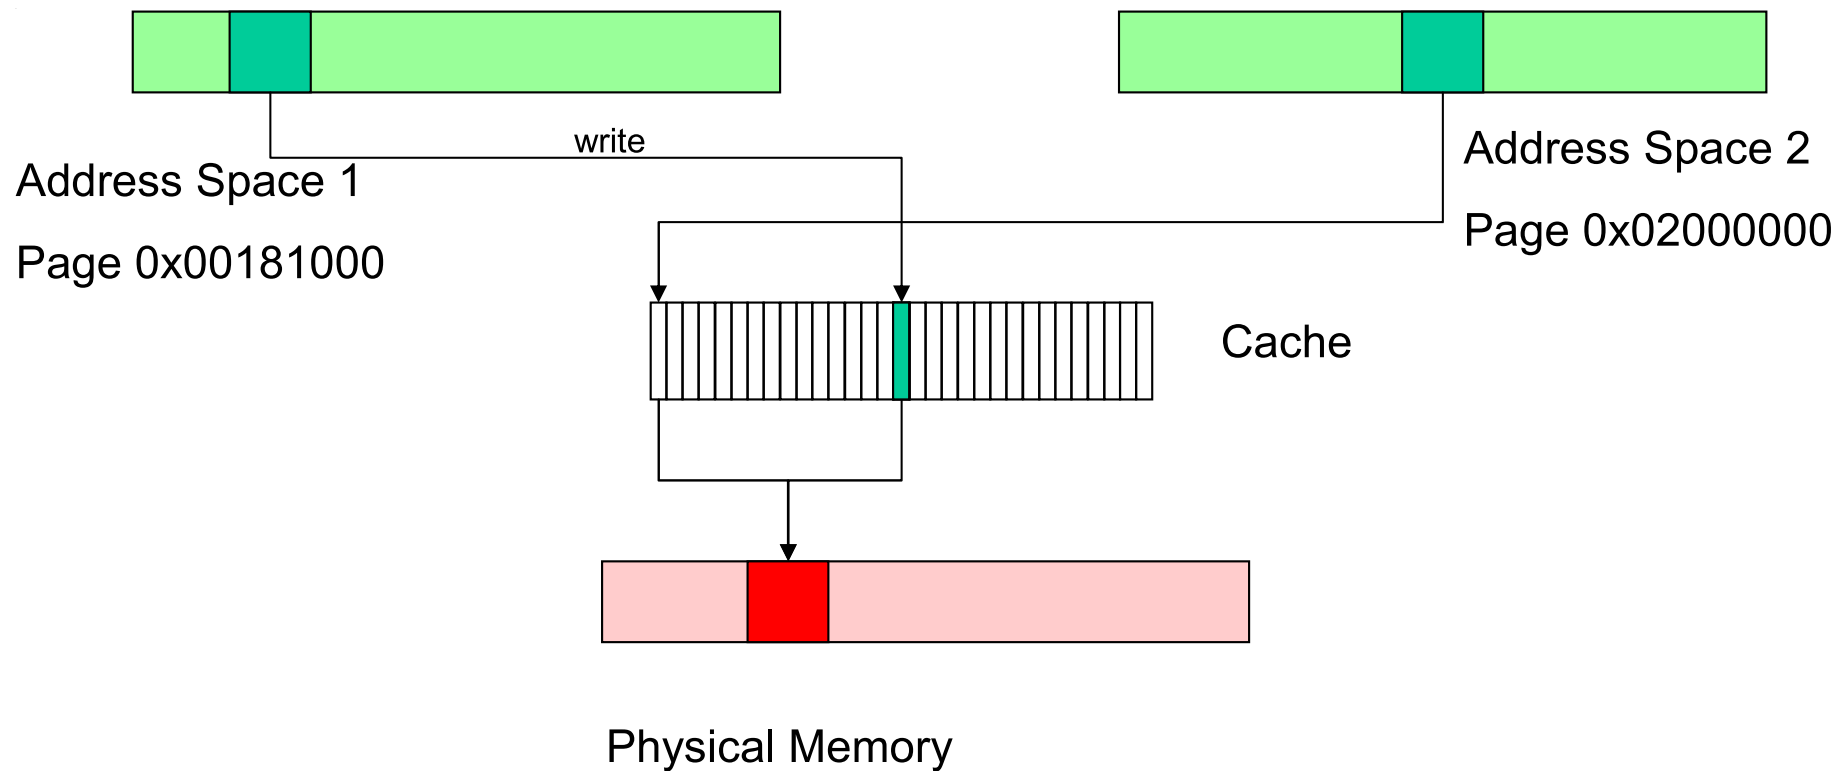 write
Address Space 1
Page 0x00181000
Address Space 2
Page 0x02000000
Cache
Physical Memory